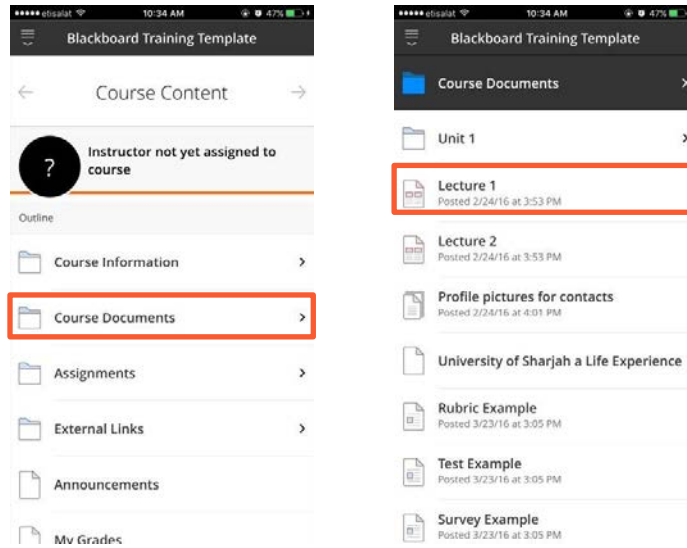 etisalat 10:34 AM 47%
Blackboard Training Template
Course Content
?
Instructor not yet assigned to
course
Outline
Course Information
Course Documents
Assignments
External Links
Announcements
My Grades
etisalat 10:34 AM 47%
Blackboard Training Template
Course Documents
Unit 1
Lecture 1
Posted 2/24/16 at 3:53 PM
Lecture 2
Posted 2/24/16 at 3:53 PM
Profile pictures for contacts
Posted 2/24/16 at 4:01 PM
University of Sharjah a Life Experience
Rubric Example
Posted 3/23/16 at 3:05 PM
Test Example
Posted 3/23/16 at 3:05 PM
Survey Example
Posted 3/23/16 at 3:05 PM